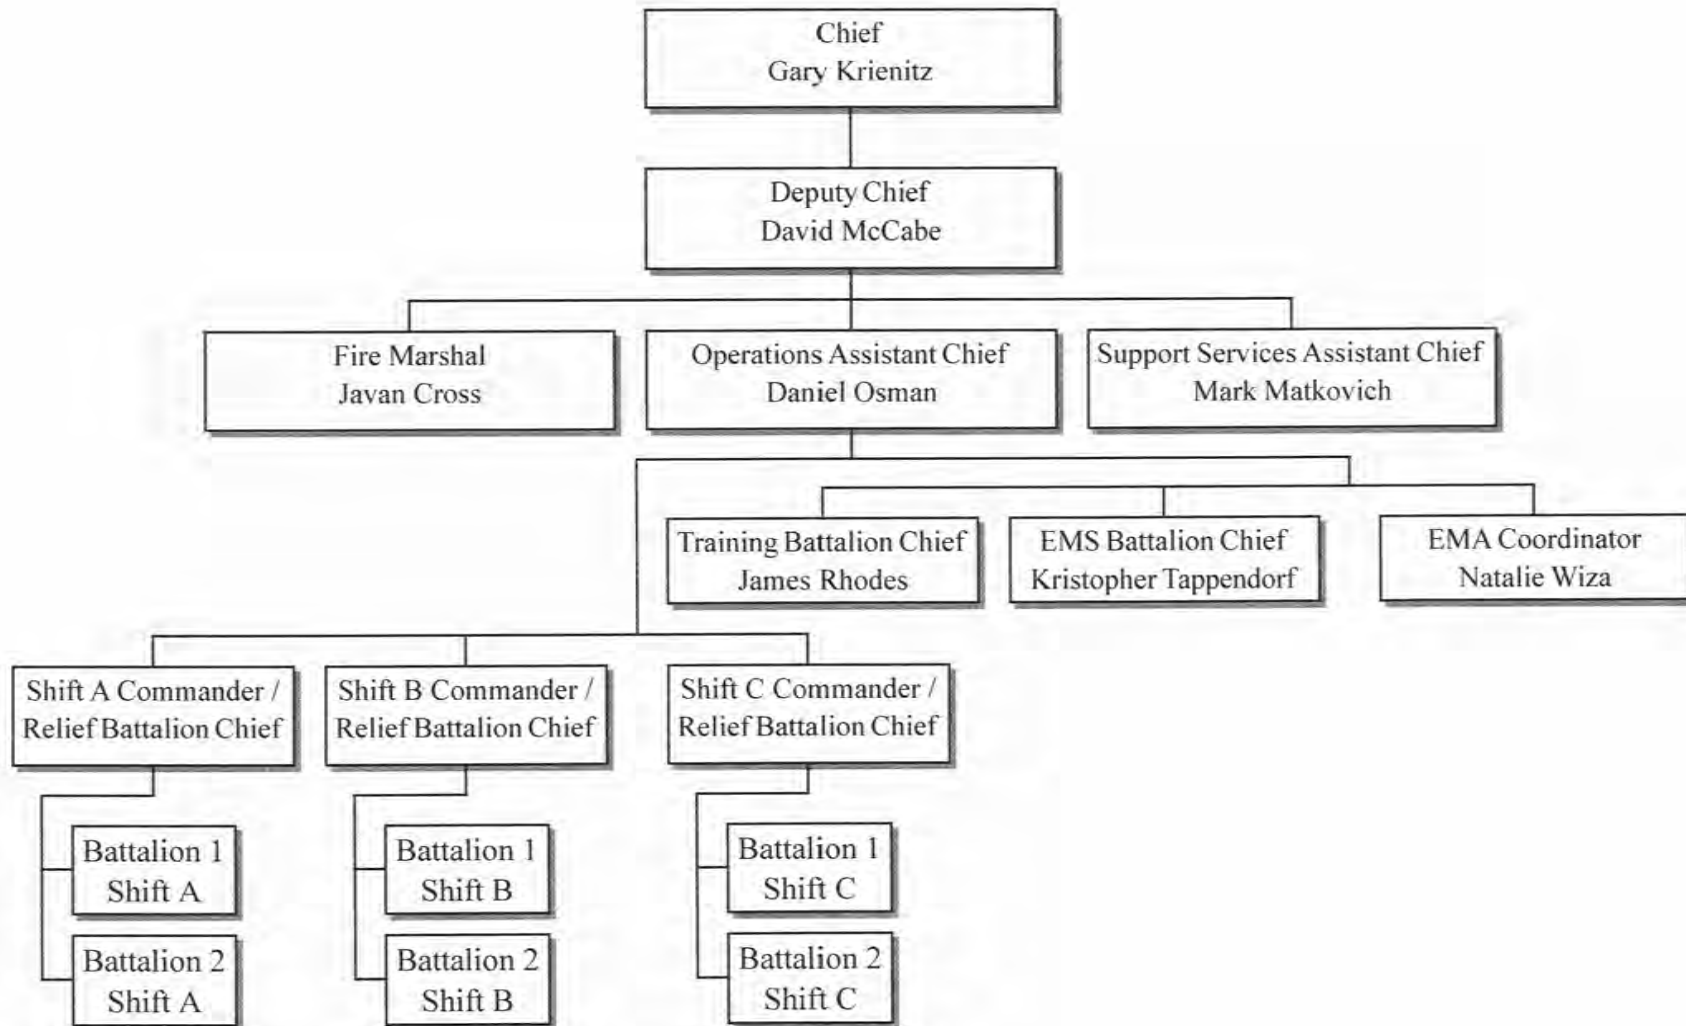 Chief
Gary Krienitz
Deputy Chief
David McCabe
Fire Marshal
Javan Cross
Operations Assistant Chief
Daniel Osman
Support Services Assistant Chief
Mark Matkovich
Training Battalion Chief
James Rhodes
EMS Battalion Chief
Kristopher Tappendorf
EMA Coordinator
Natalie Wiza
Shift A Commander /
Relief Battalion Chief
Shift B Commander /
Relief Battalion Chief
Shift C Commander /
Relief Battalion Chief
Battalion 1
Shift A
Battalion 1
Shift B
Battalion 1
Shift C
Battalion 2
Shift A
Battalion 2
Shift B
Battalion 2
Shift C